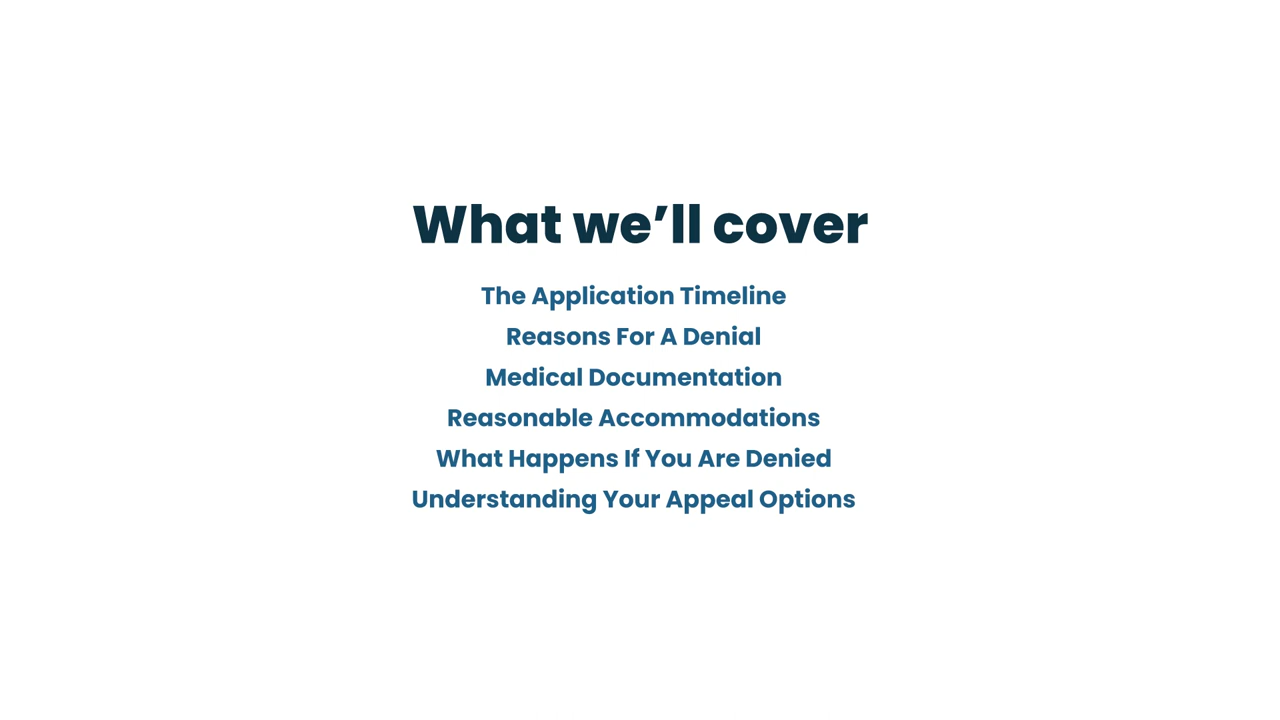 What we’ll cover
The Application Timeline
Reasons For A Denial
Medical Documentation
Reasonable Accommodations
What Happens If You Are Denied
Understanding Your Appeal Options